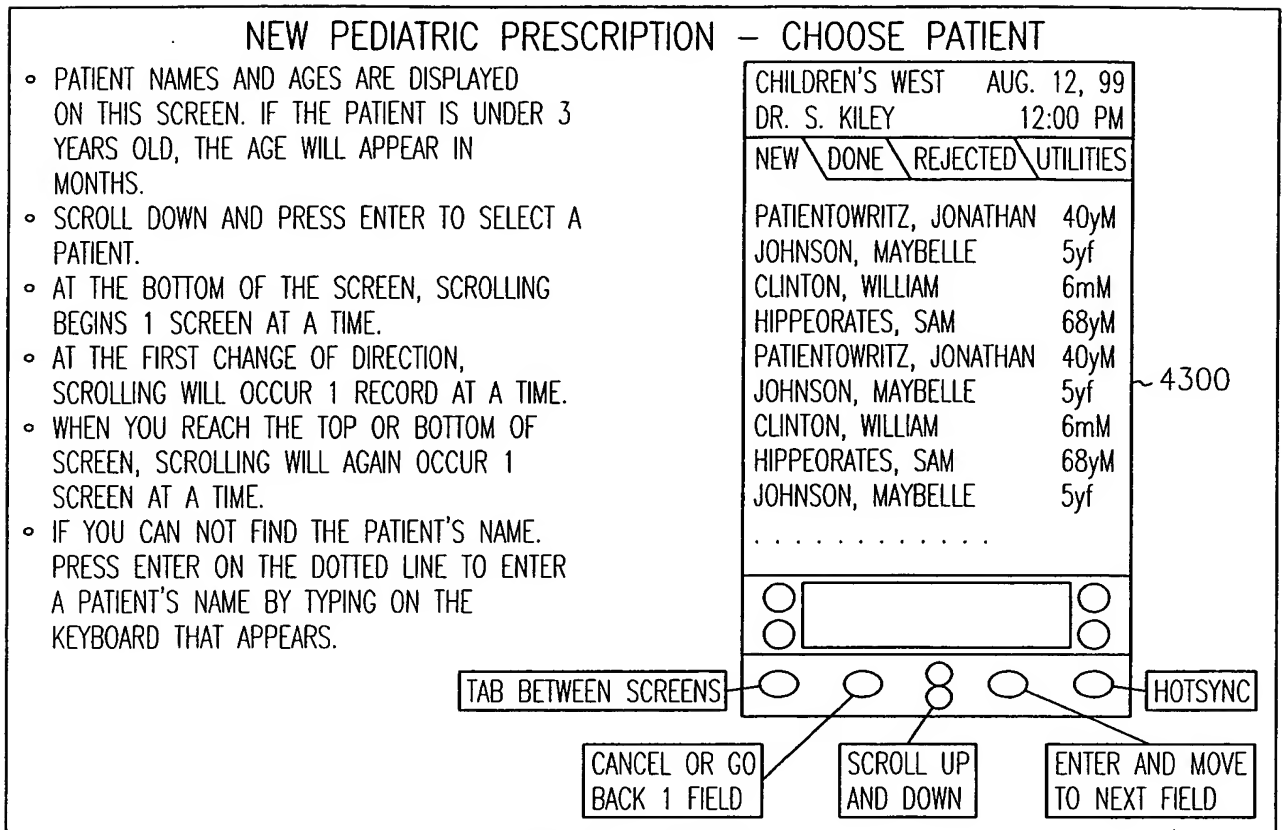 NEW PEDIATRIC PRESCRIPTION – CHOOSE PATIENT
∘ PATIENT NAMES AND AGES ARE DISPLAYED
ON THIS SCREEN. IF THE PATIENT IS UNDER 3
YEARS OLD, THE AGE WILL APPEAR IN
MONTHS.
∘ SCROLL DOWN AND PRESS ENTER TO SELECT A
PATIENT.
∘ AT THE BOTTOM OF THE SCREEN, SCROLLING
BEGINS 1 SCREEN AT A TIME.
∘ AT THE FIRST CHANGE OF DIRECTION,
SCROLLING WILL OCCUR 1 RECORD AT A TIME.
∘ WHEN YOU REACH THE TOP OR BOTTOM OF
SCREEN, SCROLLING WILL AGAIN OCCUR 1
SCREEN AT A TIME.
∘ IF YOU CAN NOT FIND THE PATIENT'S NAME.
PRESS ENTER ON THE DOTTED LINE TO ENTER
A PATIENT'S NAME BY TYPING ON THE
KEYBOARD THAT APPEARS.
CHILDREN'S WEST AUG. 12, 99
DR. S. KILEY 12:00 PM
NEW DONE REJECTED UTILITIES
PATIENTOWRITZ, JONATHAN 40yM
JOHNSON, MAYBELLE 5yf
CLINTON, WILLIAM 6mM
HIPPEORATES, SAM 68yM
PATIENTOWRITZ, JONATHAN 40yM
JOHNSON, MAYBELLE 5yf
CLINTON, WILLIAM 6mM
HIPPEORATES, SAM 68yM
JOHNSON, MAYBELLE 5yf
. . . . . . . . . . . .
4300
TAB BETWEEN SCREENS
HOTSYNC
CANCEL OR GO
BACK 1 FIELD
SCROLL UP
AND DOWN
ENTER AND MOVE
TO NEXT FIELD